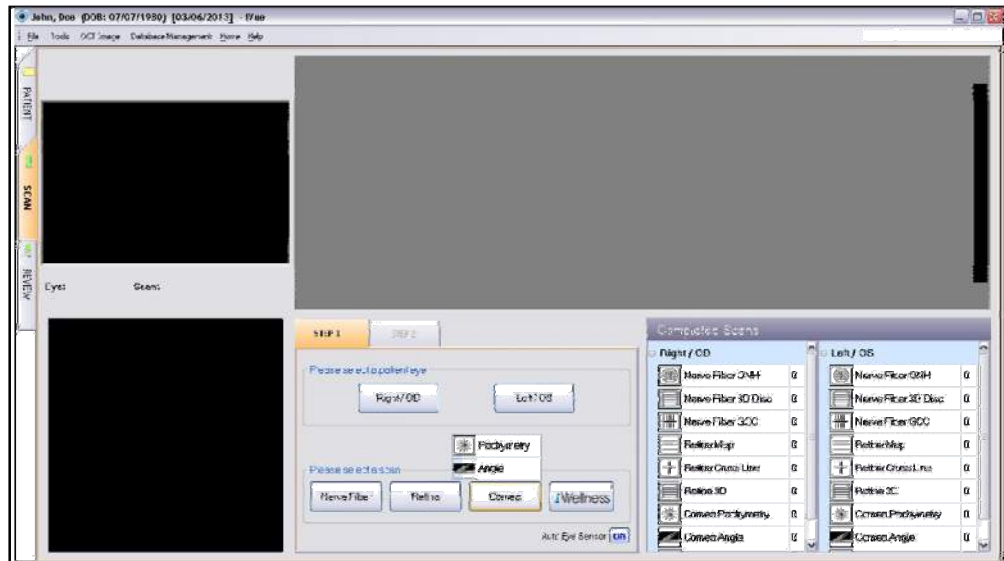 John, Doe (DOB: 07/07/1980) [03/06/2013] - iVue
File Tools OCT Image Database Management Home Help
PATIENT
SCAN
REVIEW
Eye: Scan:
STEP 1 STEP 2
Please select a patient eye
Right / OD Left / OS
Pachymetry
Angle
Please select a scan
Nerve Fiber Retina Cornea iWellness
Auto Eye Sensor ON
Completed Scans
Right / OD Left / OS
Nerve Fiber ONH 0 Nerve Fiber ONH 0
Nerve Fiber 3D Disc 0 Nerve Fiber 3D Disc 0
Nerve Fiber GCC 0 Nerve Fiber GCC 0
Retina Map 0 Retina Map 0
Retina Cross Line 0 Retina Cross Line 0
Retina 3D 0 Retina 3D 0
Cornea Pachymetry 0 Cornea Pachymetry 0
Cornea Angle 0 Cornea Angle 0